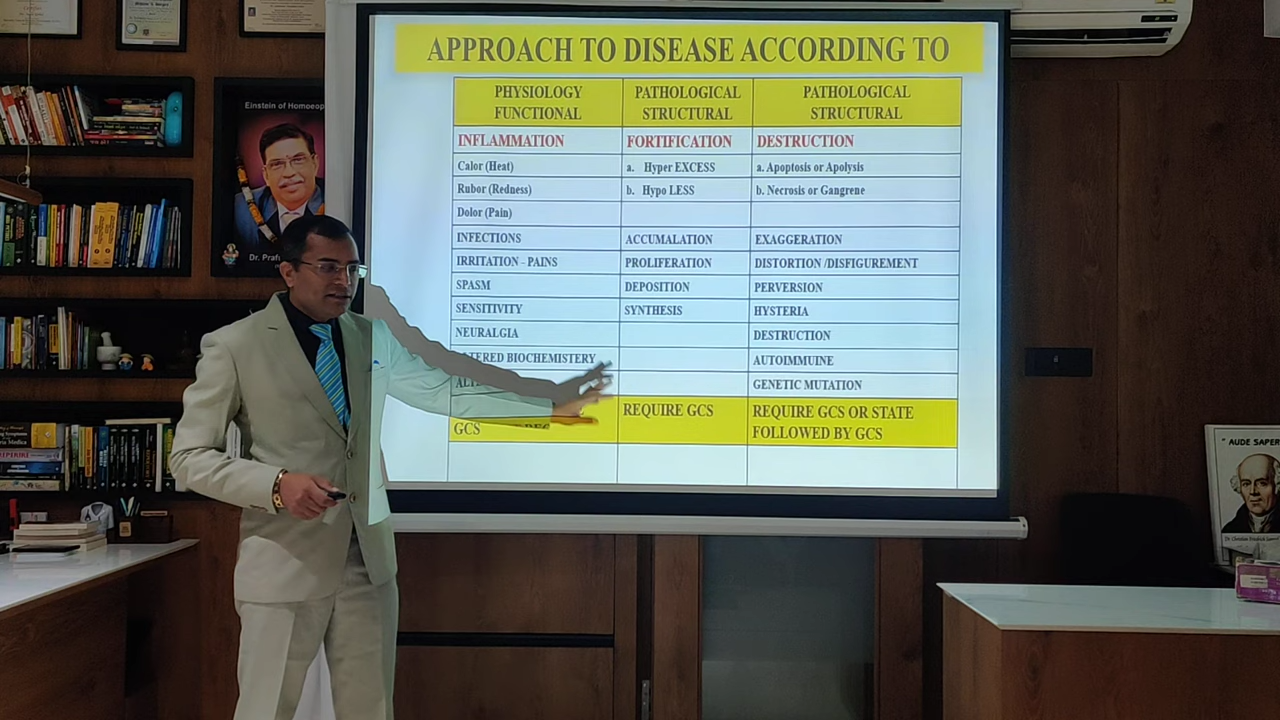 Einstein of Homoeop
Dr. Praf
APPROACH TO DISEASE ACCORDING TO
PHYSIOLOGY FUNCTIONAL
PATHOLOGICAL STRUCTURAL
PATHOLOGICAL STRUCTURAL
INFLAMMATION FORTIFICATION DESTRUCTION
Calor (Heat) a. Hyper EXCESS a. Apoptosis or Apolysis
Rubor (Redness) b. Hypo LESS b. Necrosis or Gangrene
Dolor (Pain)
INFECTIONS ACCUMALATION EXAGGERATION
IRRITATION - PAINS PROLIFERATION DISTORTION /DISFIGUREMENT
SPASM DEPOSITION PERVERSION
SENSITIVITY SYNTHESIS HYSTERIA
NEURALGIA DESTRUCTION
TERED BIOCHEMISTERY AUTOIMMUINE
GENETIC MUTATION
REQUIRE GCS REQUIRE GCS OR STATE
GCS FOLLOWED BY GCS
" AUDE SAPER